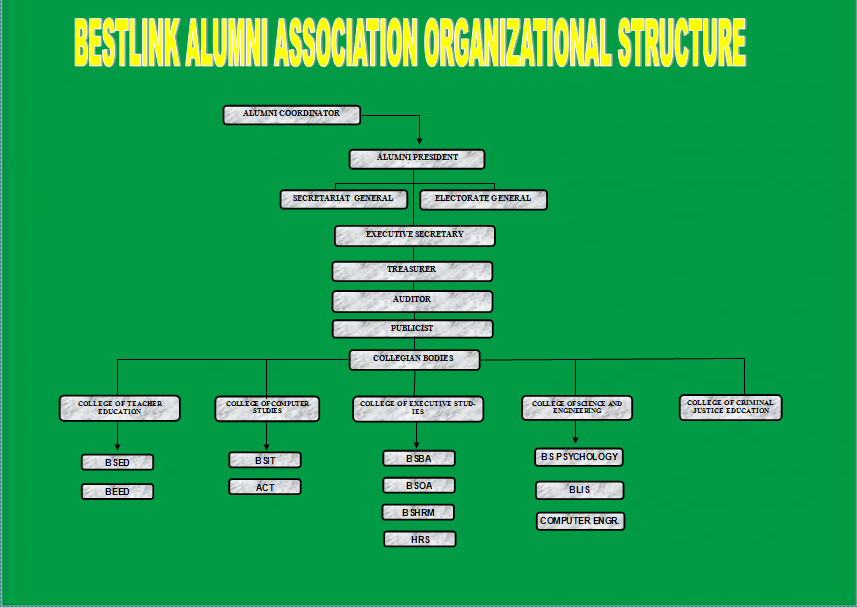 BESTLINK ALUMNI ASSOCIATION ORGANIZATIONAL STRUCTURE
ALUMNI COORDINATOR
ALUMNI PRESIDENT
SECRETARIAT GENERAL
ELECTORATE GENERAL
EXECUTIVE SECRETARY
TREASURER
AUDITOR
PUBLICIST
COLLEGIAN BODIES
COLLEGE OF TEACHER
EDUCATION
COLLEGE OF COMPUTER
STUDIES
COLLEGE OF EXECUTIVE STUD-
IES
COLLEGE OF SCIENCE AND
ENGINEERING
COLLEGE OF CRIMINAL
JUSTICE EDUCATION
BSED
BEED
BSIT
ACT
BSBA
BSOA
BSHRM
HRS
BS PSYCHOLOGY
BLIS
COMPUTER ENGR.